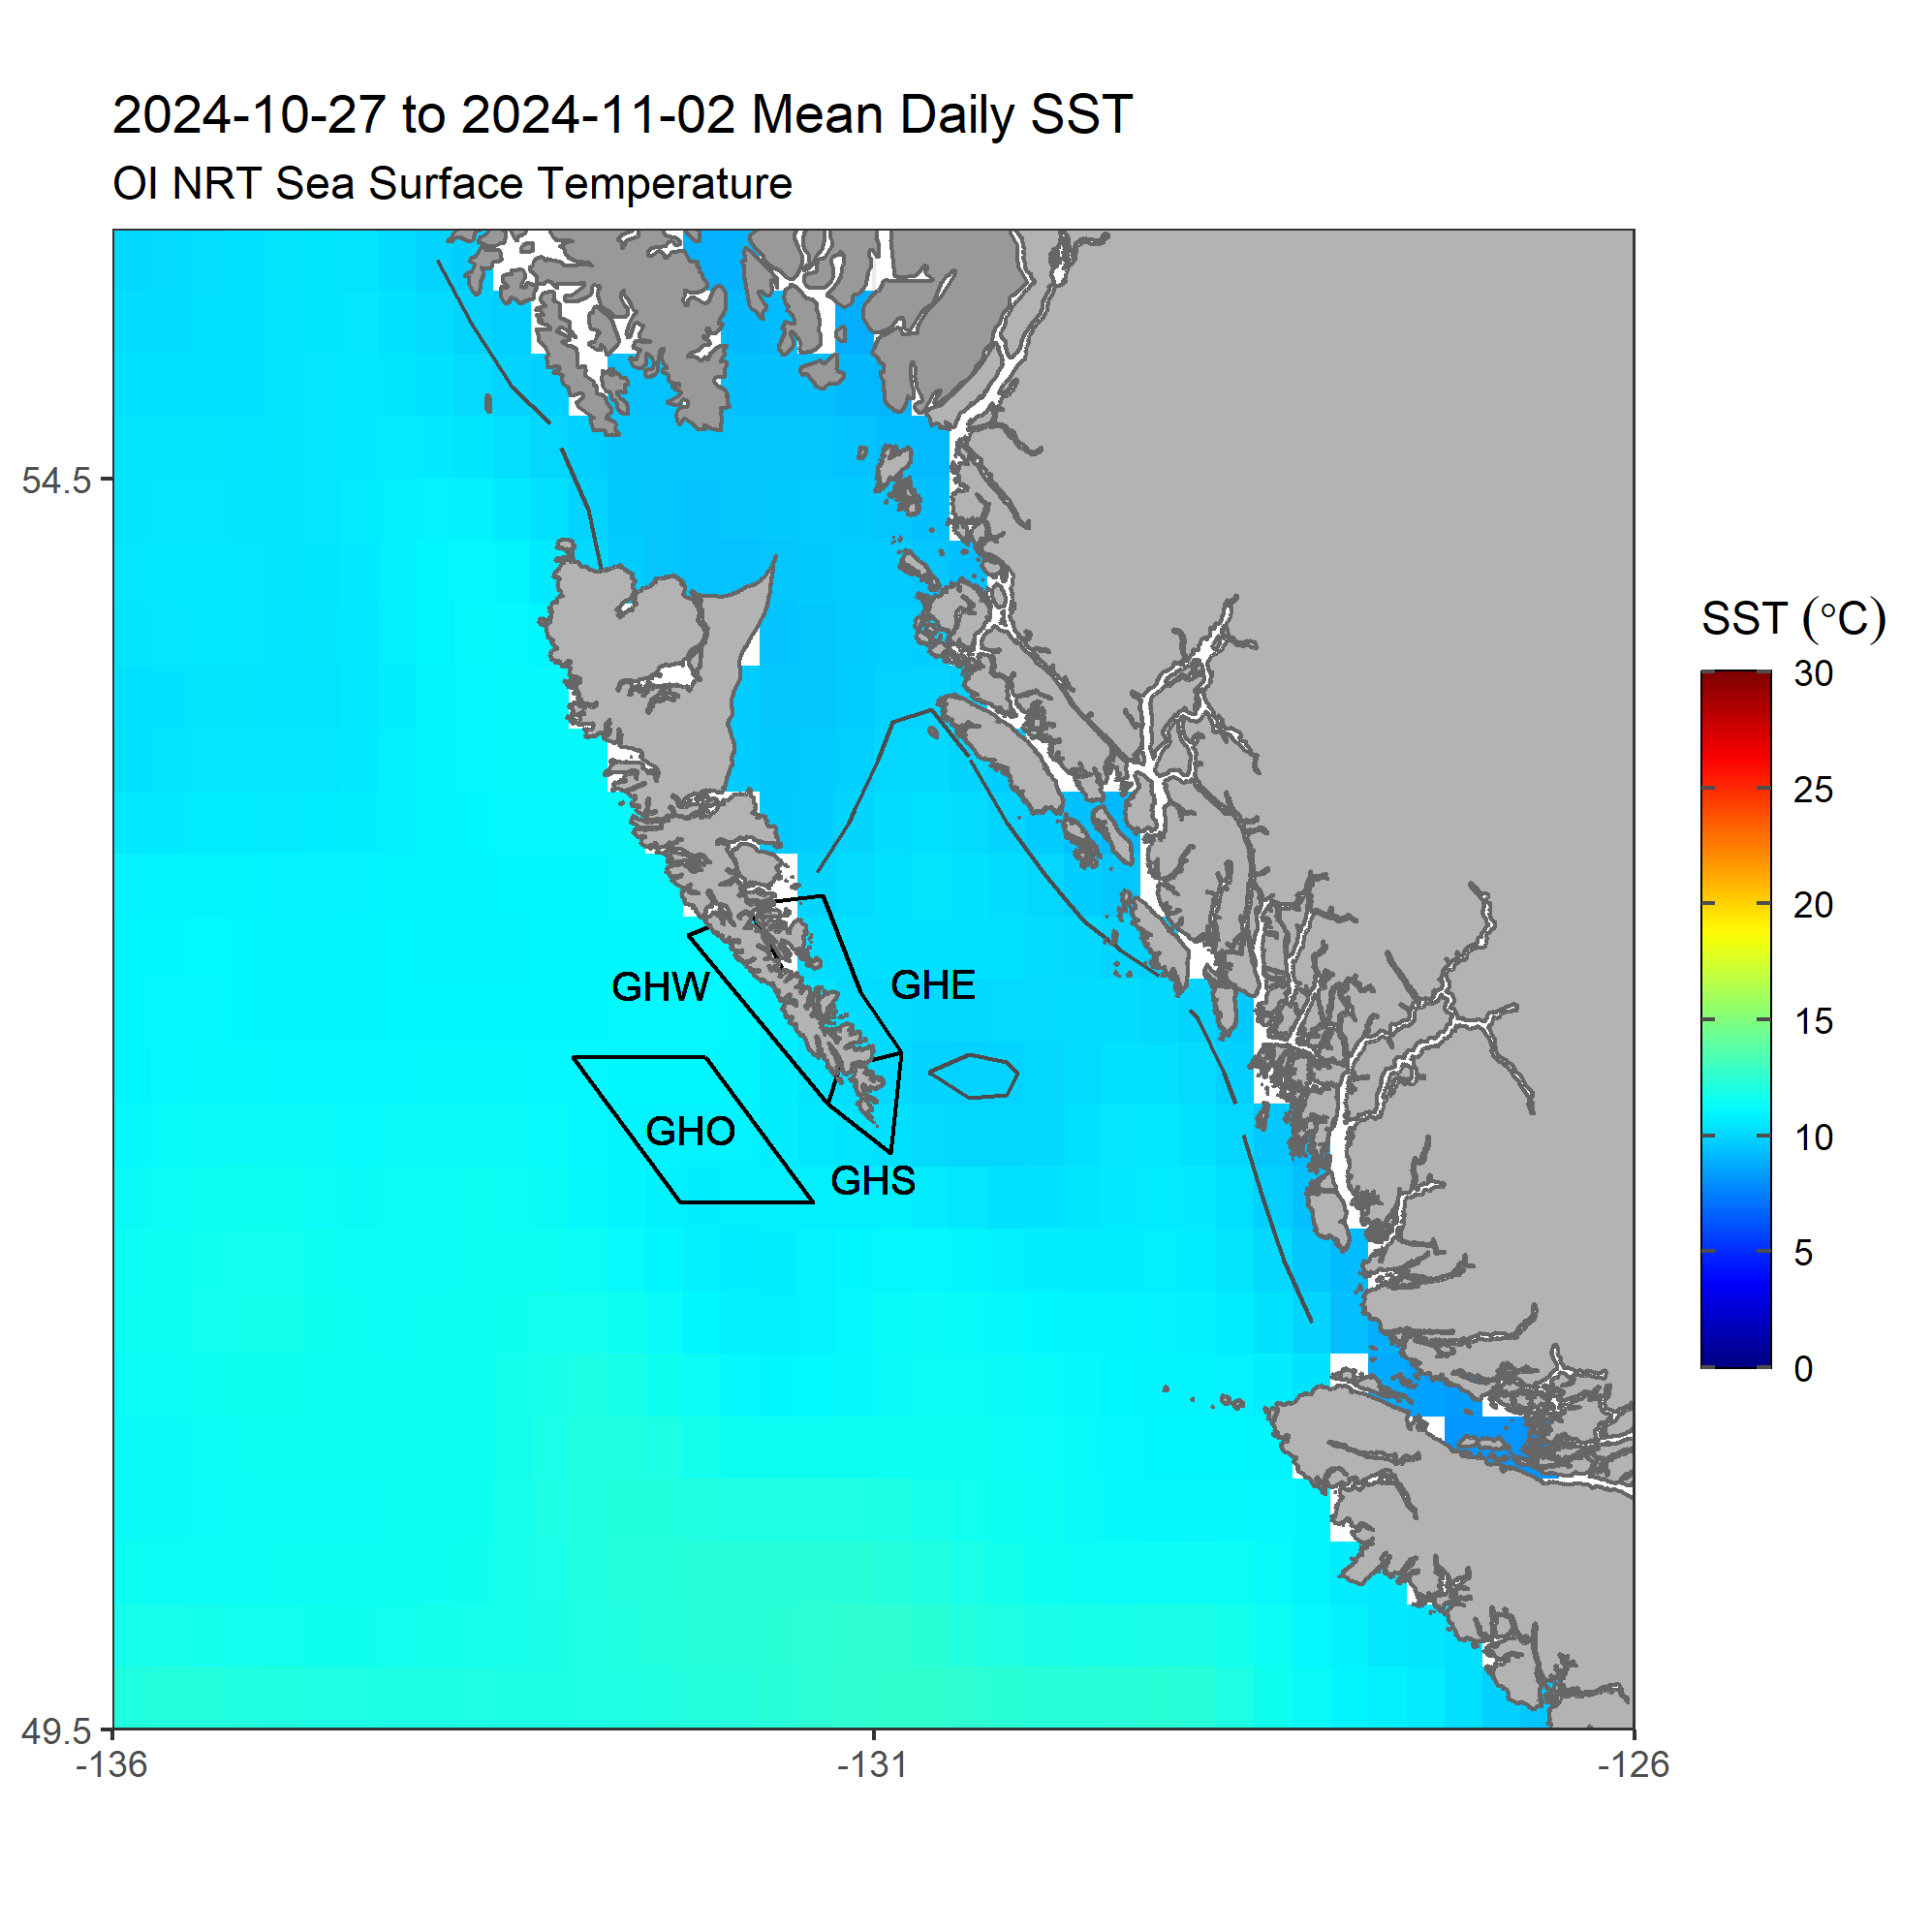 2024-10-27 to 2024-11-02 Mean Daily SST
OI NRT Sea Surface Temperature
54.5
49.5
-136
-131
-126
GHW
GHE
GHO
GHS
SST (°C)
30
25
20
15
10
5
0